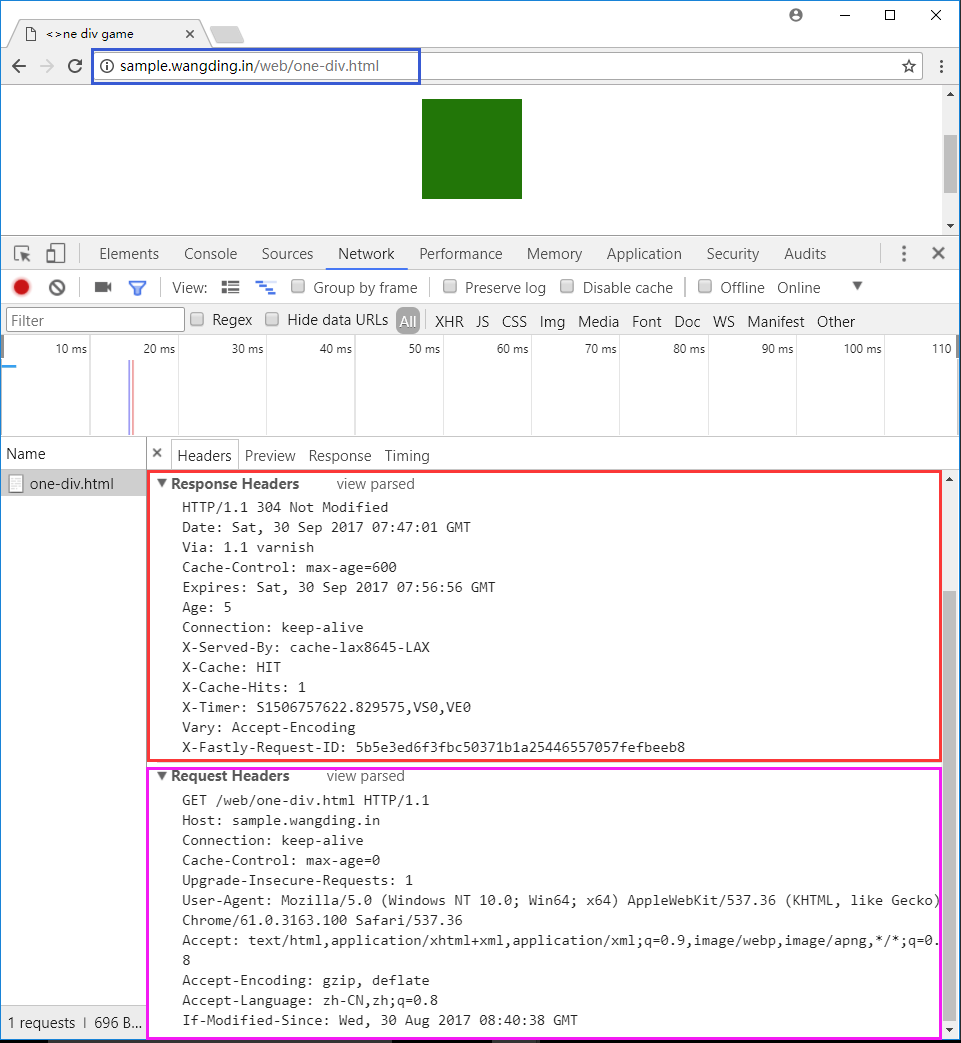 <>ne div game
sample.wangding.in/web/one-div.html
Elements Console Sources Network Performance Memory Application Security Audits
View: Group by frame Preserve log Disable cache Offline Online
Filter Regex Hide data URLs All XHR JS CSS Img Media Font Doc WS Manifest Other
10 ms 20 ms 30 ms 40 ms 50 ms 60 ms 70 ms 80 ms 90 ms 100 ms 110
Name Headers Preview Response Timing
one-div.html
Response Headers view parsed
HTTP/1.1 304 Not Modified
Date: Sat, 30 Sep 2017 07:47:01 GMT
Via: 1.1 varnish
Cache-Control: max-age=600
Expires: Sat, 30 Sep 2017 07:56:56 GMT
Age: 5
Connection: keep-alive
X-Served-By: cache-lax8645-LAX
X-Cache: HIT
X-Cache-Hits: 1
X-Timer: S1506757622.829575,VS0,VE0
Vary: Accept-Encoding
X-Fastly-Request-ID: 5b5e3ed6f3fbc50371b1a25446557057fefbeeb8
Request Headers view parsed
GET /web/one-div.html HTTP/1.1
Host: sample.wangding.in
Connection: keep-alive
Cache-Control: max-age=0
Upgrade-Insecure-Requests: 1
User-Agent: Mozilla/5.0 (Windows NT 10.0; Win64; x64) AppleWebKit/537.36 (KHTML, like Gecko)
Chrome/61.0.3163.100 Safari/537.36
Accept: text/html,application/xhtml+xml,application/xml;q=0.9,image/webp,image/apng,*/*;q=0.
8
Accept-Encoding: gzip, deflate
Accept-Language: zh-CN,zh;q=0.8
If-Modified-Since: Wed, 30 Aug 2017 08:40:38 GMT
1 requests | 696 B...